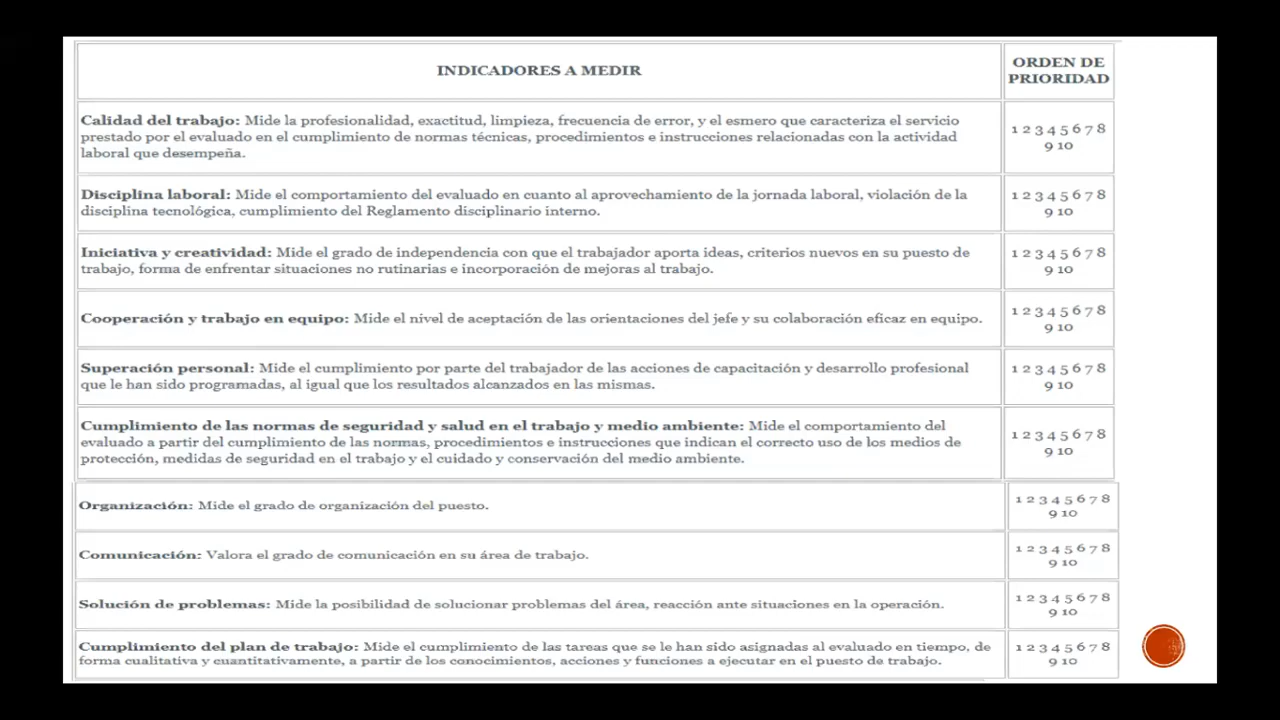 INDICADORES A MEDIR
ORDEN DE
PRIORIDAD
Calidad del trabajo: Mide la profesionalidad, exactitud, limpieza, frecuencia de error, y el esmero que caracteriza el servicio
prestado por el evaluado en el cumplimiento de normas técnicas, procedimientos e instrucciones relacionadas con la actividad
laboral que desempeña.
1 2 3 4 5 6 7 8
9 10
Disciplina laboral: Mide el comportamiento del evaluado en cuanto al aprovechamiento de la jornada laboral, violación de la
disciplina tecnológica, cumplimiento del Reglamento disciplinario interno.
1 2 3 4 5 6 7 8
9 10
Iniciativa y creatividad: Mide el grado de independencia con que el trabajador aporta ideas, criterios nuevos en su puesto de
trabajo, forma de enfrentar situaciones no rutinarias e incorporación de mejoras al trabajo.
1 2 3 4 5 6 7 8
9 10
Cooperación y trabajo en equipo: Mide el nivel de aceptación de las orientaciones del jefe y su colaboración eficaz en equipo.
1 2 3 4 5 6 7 8
9 10
Superación personal: Mide el cumplimiento por parte del trabajador de las acciones de capacitación y desarrollo profesional
que le han sido programadas, al igual que los resultados alcanzados en las mismas.
1 2 3 4 5 6 7 8
9 10
Cumplimiento de las normas de seguridad y salud en el trabajo y medio ambiente: Mide el comportamiento del
evaluado a partir del cumplimiento de las normas, procedimientos e instrucciones que indican el correcto uso de los medios de
protección, medidas de seguridad en el trabajo y el cuidado y conservación del medio ambiente.
1 2 3 4 5 6 7 8
9 10
Organización: Mide el grado de organización del puesto.
1 2 3 4 5 6 7 8
9 10
Comunicación: Valora el grado de comunicación en su área de trabajo.
1 2 3 4 5 6 7 8
9 10
Solución de problemas: Mide la posibilidad de solucionar problemas del área, reacción ante situaciones en la operación.
1 2 3 4 5 6 7 8
9 10
Cumplimiento del plan de trabajo: Mide el cumplimiento de las tareas que se le han sido asignadas al evaluado en tiempo, de
forma cualitativa y cuantitativamente, a partir de los conocimientos, acciones y funciones a ejecutar en el puesto de trabajo.
1 2 3 4 5 6 7 8
9 10